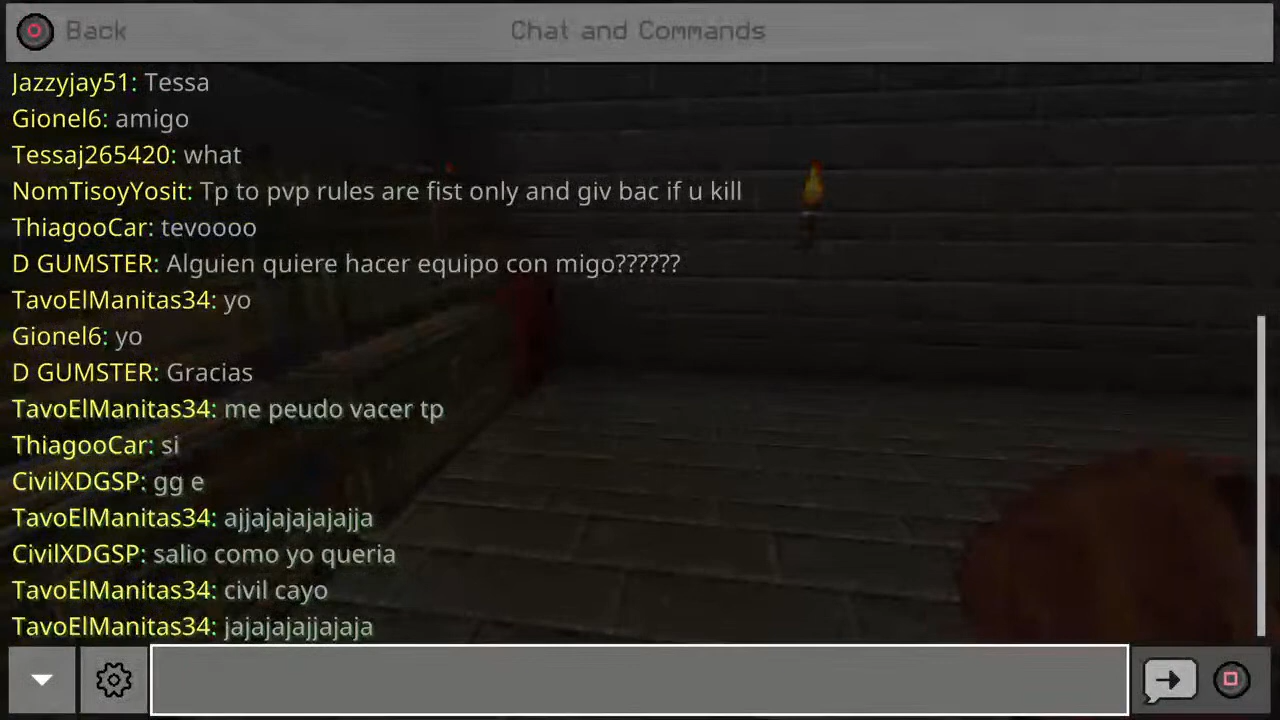 Back
Chat and Commands
Jazzyjay51: Tessa
Gionel6: amigo
Tessaj265420: what
NomTisoyYosit: Tp to pvp rules are fist only and giv bac if u kill
ThiagooCar: tevoooo
D GUMSTER: Alguien quiere hacer equipo con migo??????
TavoElManitas34: yo
Gionel6: yo
D GUMSTER: Gracias
TavoElManitas34: me peudo vacer tp
ThiagooCar: si
CivilXDGSP: gg e
TavoElManitas34: ajjajajajajajja
CivilXDGSP: salio como yo queria
TavoElManitas34: civil cayo
TavoElManitas34: jajajajajjajaja